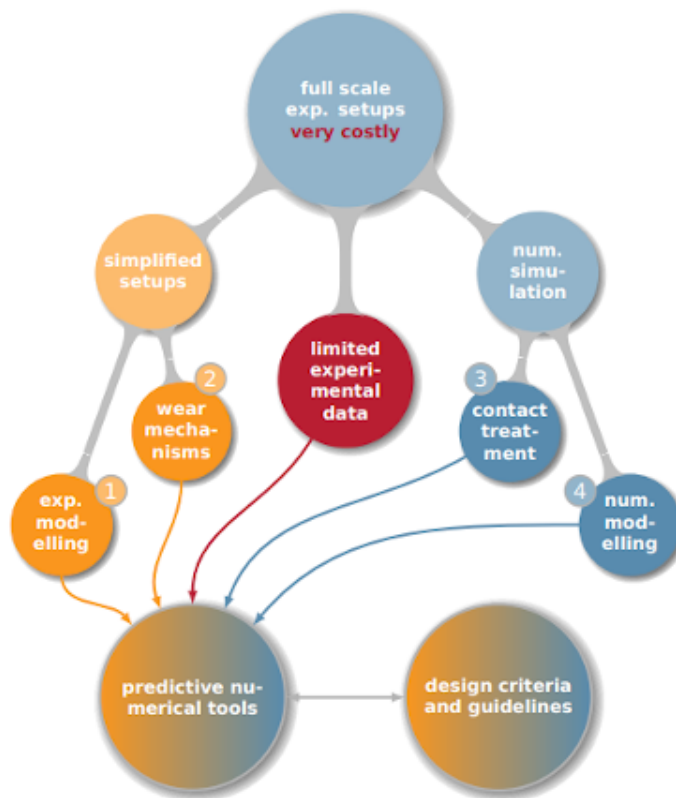 full scale
exp. setups
very costly
simplified
setups
num.
simu-
lation
limited
experi-
mental
data
2
wear
mecha-
nisms
3
contact
treat-
ment
1
exp.
mod-
elling
4
num.
mod-
elling
predictive nu-
merical tools
design criteria
and guidelines